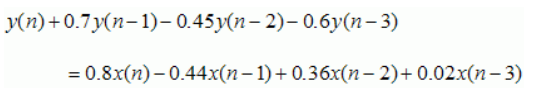 y(n)+0.7y(n−1)−0.45y(n−2)−0.6y(n−3)
=0.8x(n)−0.44x(n−1)+0.36x(n−2)+0.02x(n−3)